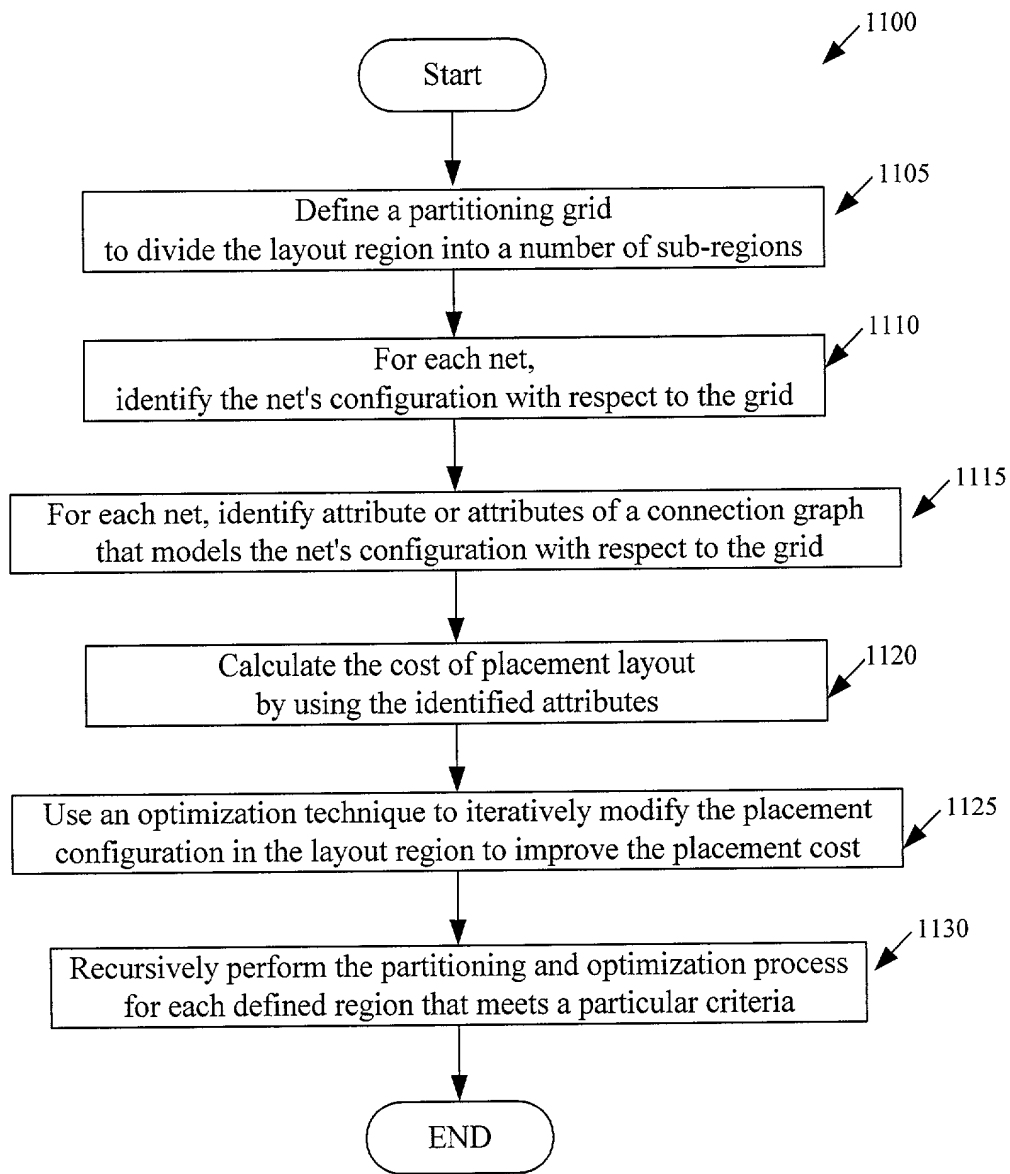 1100
Start
1105
Define a partitioning grid
to divide the layout region into a number of sub-regions
1110
For each net,
identify the net's configuration with respect to the grid
1115
For each net, identify attribute or attributes of a connection graph
that models the net's configuration with respect to the grid
Calculate the cost of placement layout
by using the identified attributes
1120
Use an optimization technique to iteratively modify the placement
configuration in the layout region to improve the placement cost
1125
1130
Recursively perform the partitioning and optimization process
for each defined region that meets a particular criteria
END